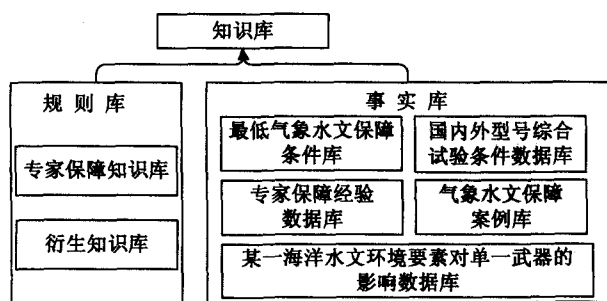 知识库
规则库
专家保障知识库
衍生知识库
事实库
最低气象水文保障
条件库
国内外型号综合
试验条件数据库
专家保障经验
数据库
气象水文保障
案例库
某一海洋水文环境要素对单一武器的
影响数据库